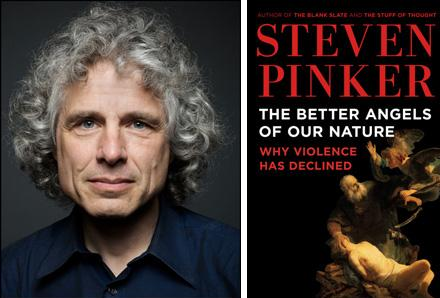 AUTHOR OF THE BLANK SLATE AND THE STUFF OF THOUGHT
STEVEN
PINKER
THE BETTER ANGELS
OF OUR NATURE
WHY VIOLENCE
HAS DECLINED